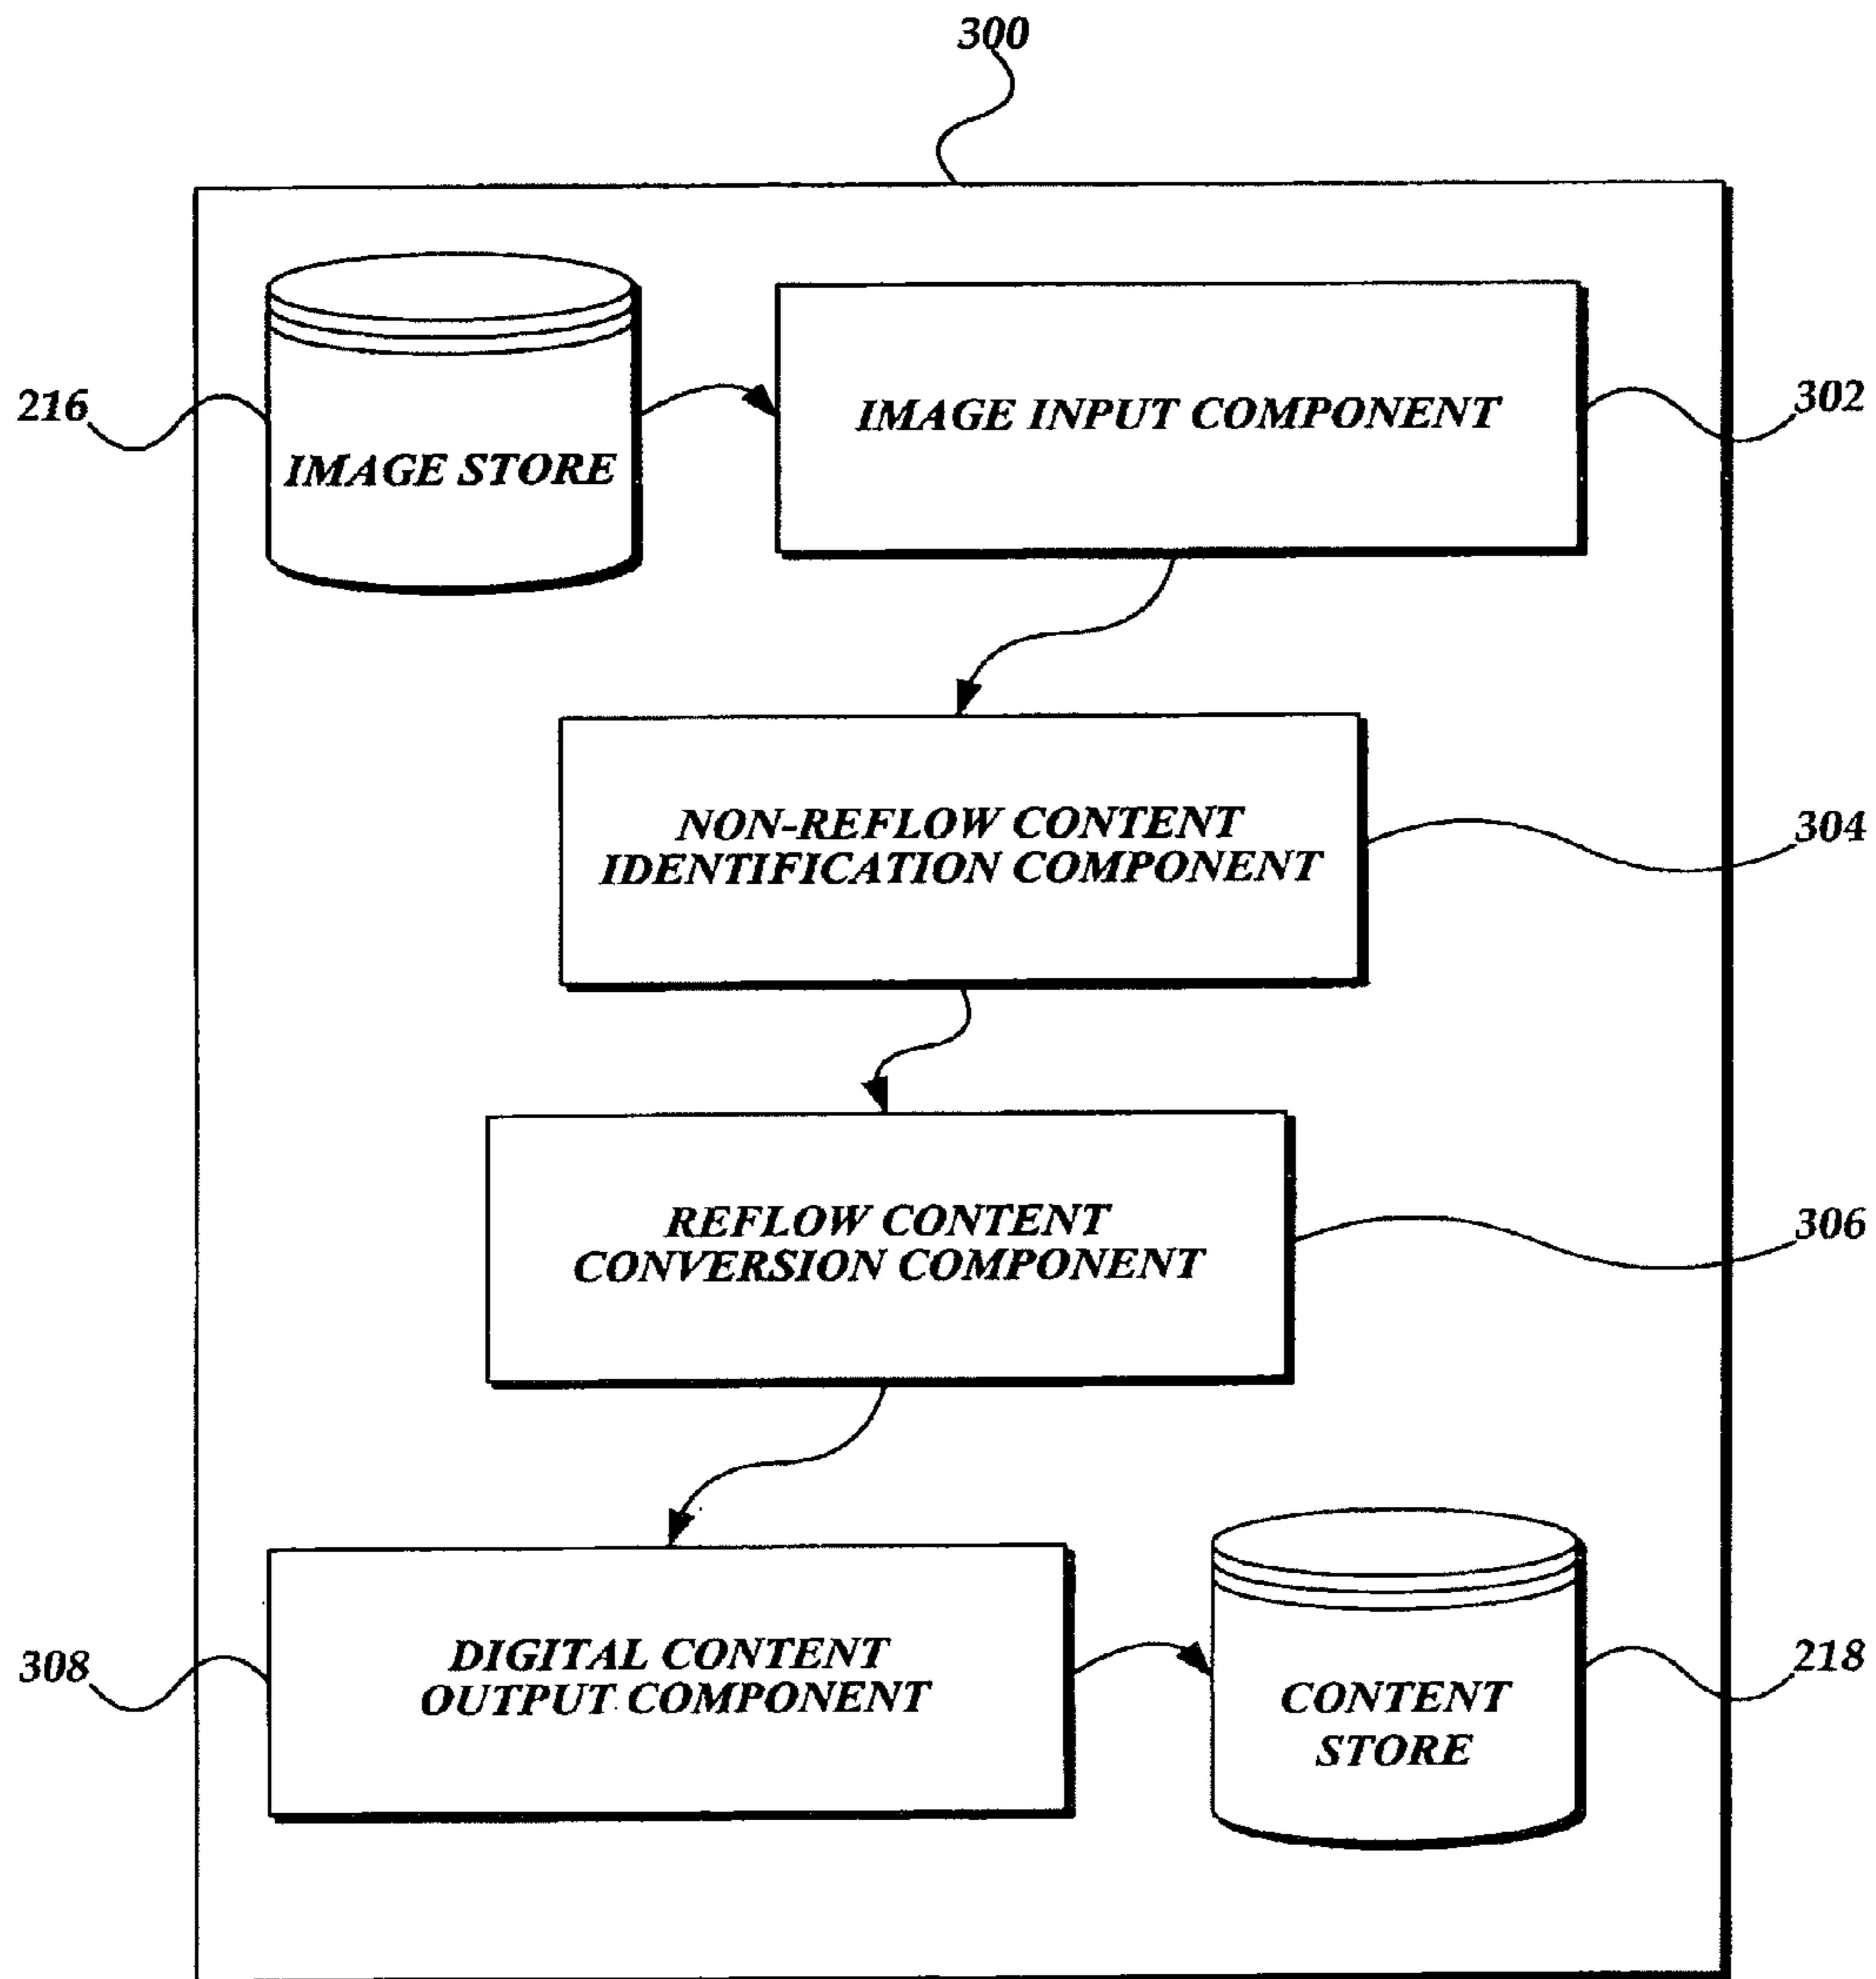 300
216
IMAGE STORE
IMAGE INPUT COMPONENT
302
NON-REFLOW CONTENT
IDENTIFICATION COMPONENT
304
REFLOW CONTENT
CONVERSION COMPONENT
306
308
DIGITAL CONTENT
OUTPUT COMPONENT
CONTENT
STORE
218